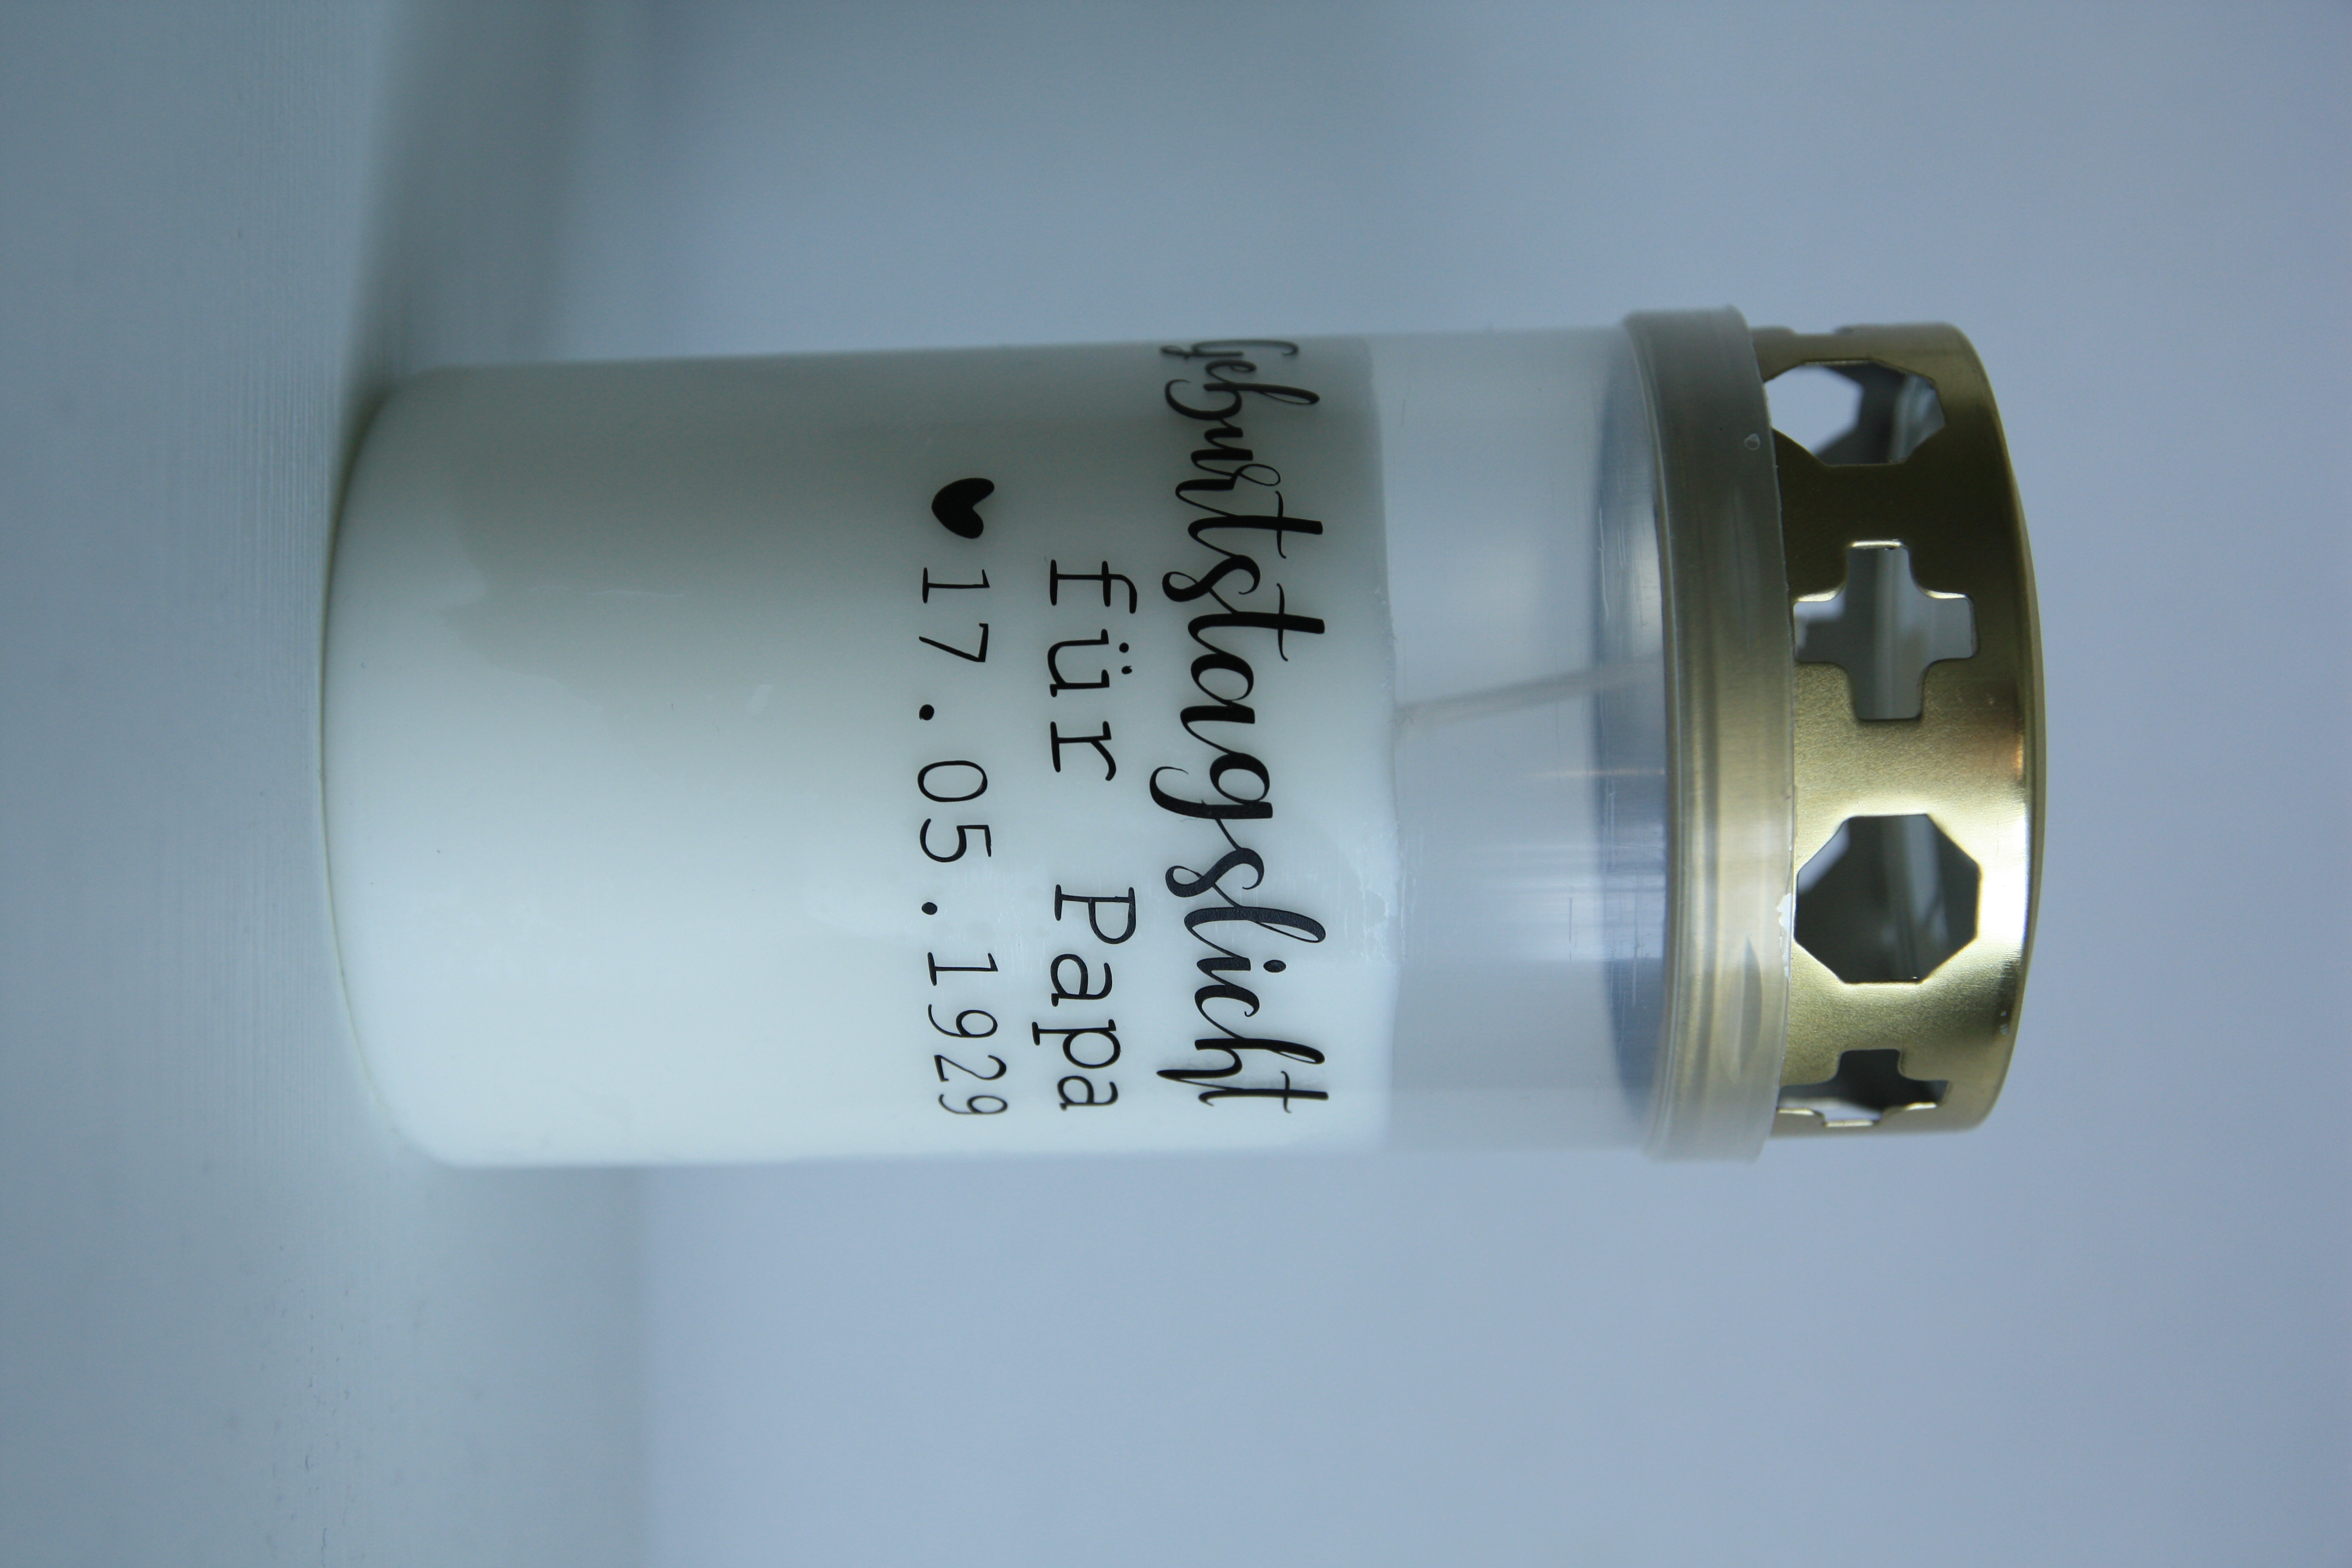 Geburtstagslicht
für Papa
♥17.05.1929